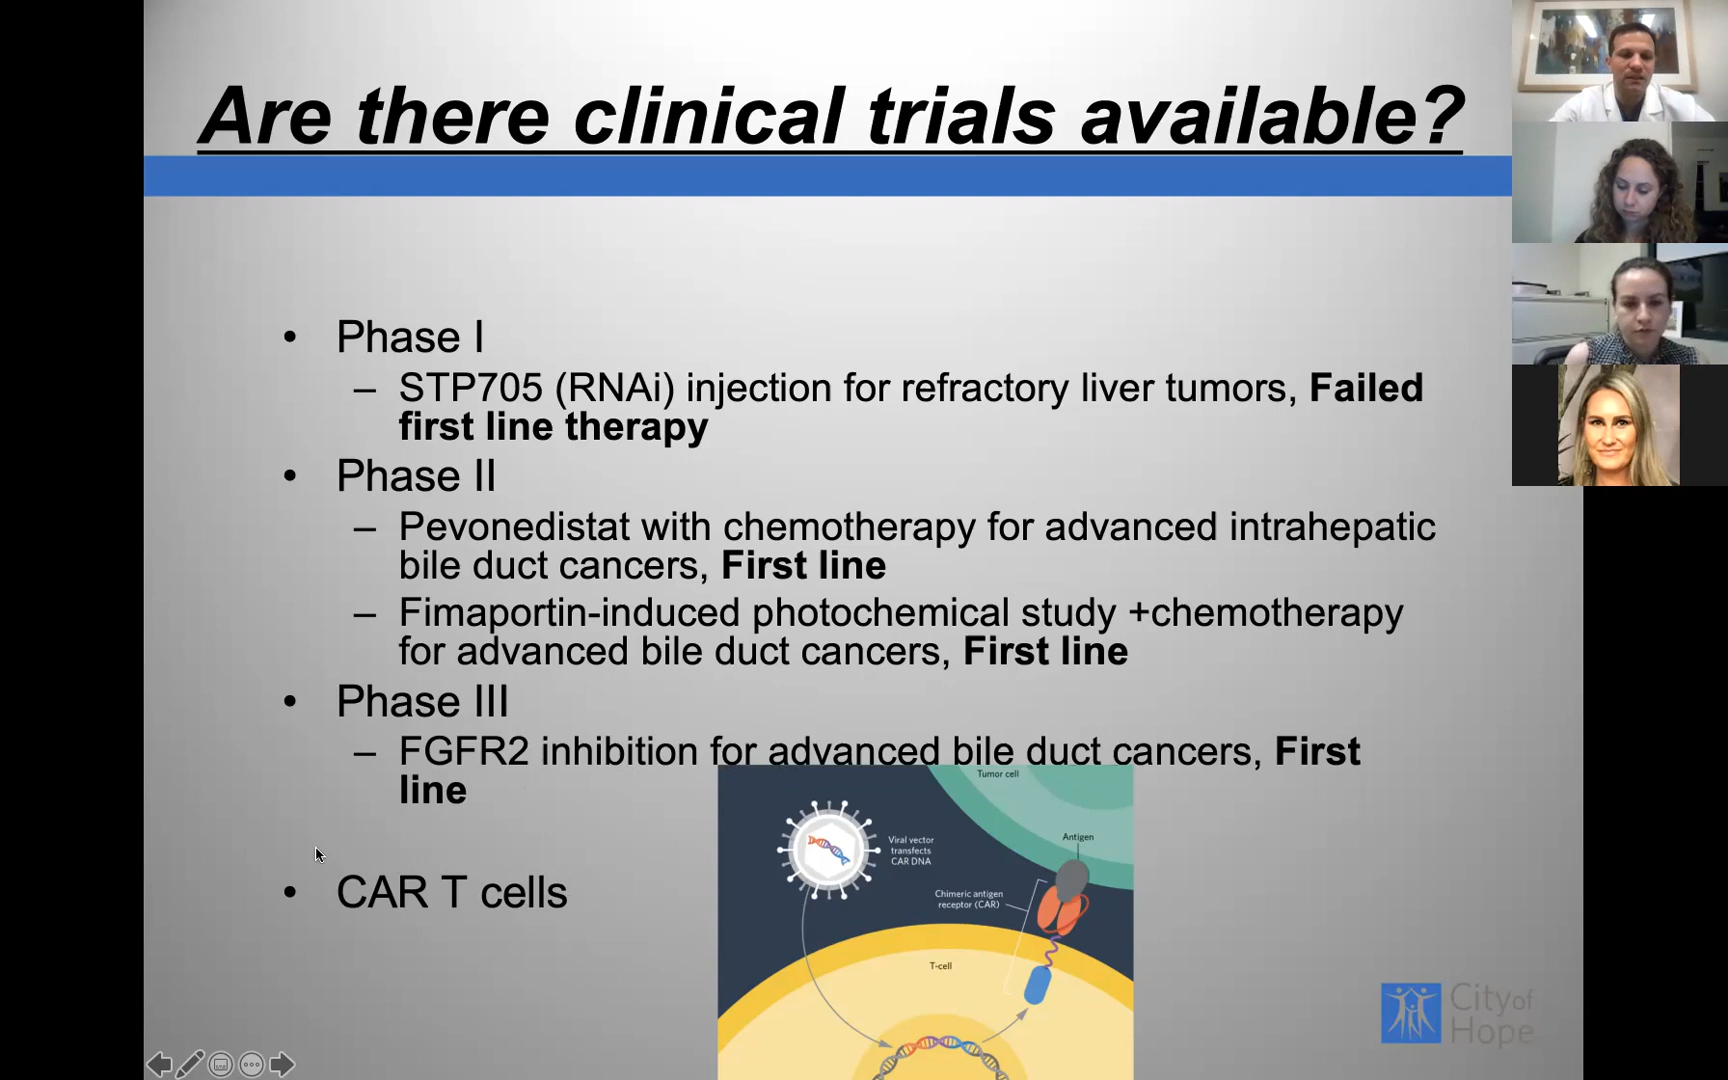 Are there clinical trials available?
• Phase I
– STP705 (RNAi) injection for refractory liver tumors, Failed
first line therapy
• Phase II
– Pevonedistat with chemotherapy for advanced intrahepatic
bile duct cancers, First line
– Fimaportin-induced photochemical study +chemotherapy
for advanced bile duct cancers, First line
• Phase III
– FGFR2 inhibition for advanced bile duct cancers, First
line
• CAR T cells
Tumor cell
Viral vector
transfects
CAR DNA
Antigen
Chimeric antigen
receptor (CAR)
T-cell
City of
Hope